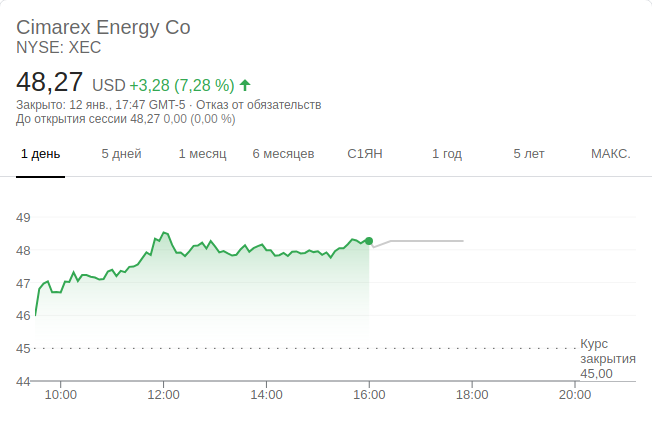 Cimarex Energy Co
NYSE: XEC
48,27 USD +3,28 (7,28 %)
Закрыто: 12 янв., 17:47 GMT-5 · Отказ от обязательств
До открытия сессии 48,27 0,00 (0,00 %)
1 день 5 дней 1 месяц 6 месяцев С1ЯН 1 год 5 лет МАКС.
49
48
47
46
45
Курс
закрытия
45,00
44
10:00 12:00 14:00 16:00 18:00 20:00